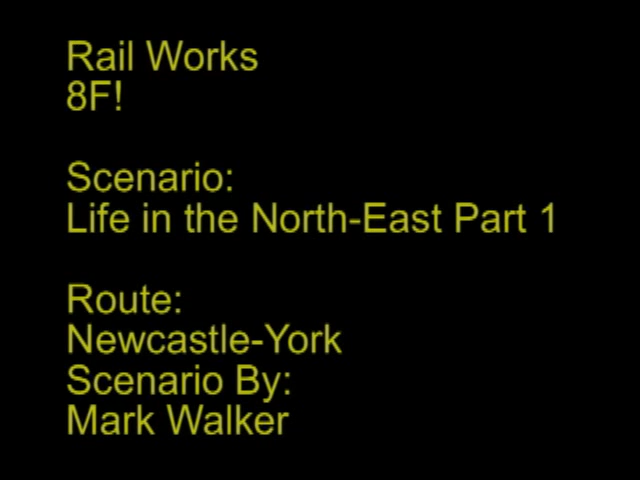 Rail Works
8F!
Scenario:
Life in the North-East Part 1
Route:
Newcastle-York
Scenario By:
Mark Walker